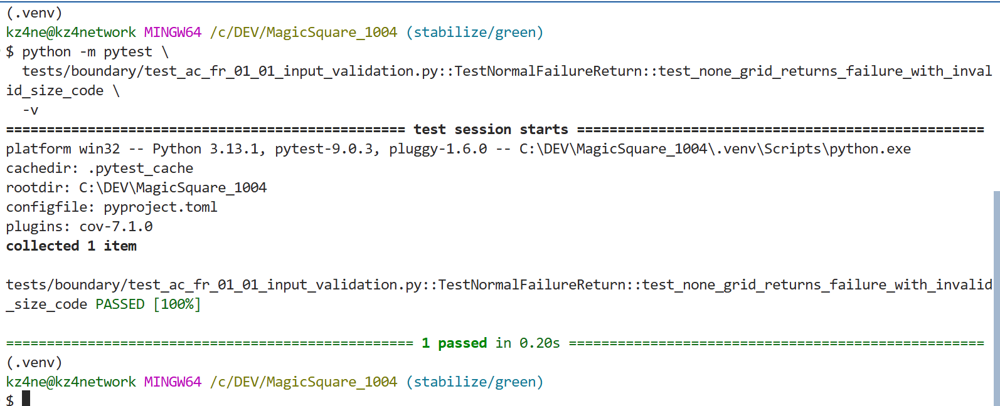 (.venv)
kz4ne@kz4network MINGW64 /c/DEV/MagicSquare_1004 (stabilize/green)
$ python -m pytest \
  tests/boundary/test_ac_fr_01_01_input_validation.py::TestNormalFailureReturn::test_none_grid_returns_failure_with_inval
id_size_code \
  -v
================================================= test session starts ==================================================
platform win32 -- Python 3.13.1, pytest-9.0.3, pluggy-1.6.0 -- C:\DEV\MagicSquare_1004\.venv\Scripts\python.exe
cachedir: .pytest_cache
rootdir: C:\DEV\MagicSquare_1004
configfile: pyproject.toml
plugins: cov-7.1.0
collected 1 item

tests/boundary/test_ac_fr_01_01_input_validation.py::TestNormalFailureReturn::test_none_grid_returns_failure_with_invalid
_size_code PASSED [100%]

================================================== 1 passed in 0.20s ===================================================
(.venv)
kz4ne@kz4network MINGW64 /c/DEV/MagicSquare_1004 (stabilize/green)
$